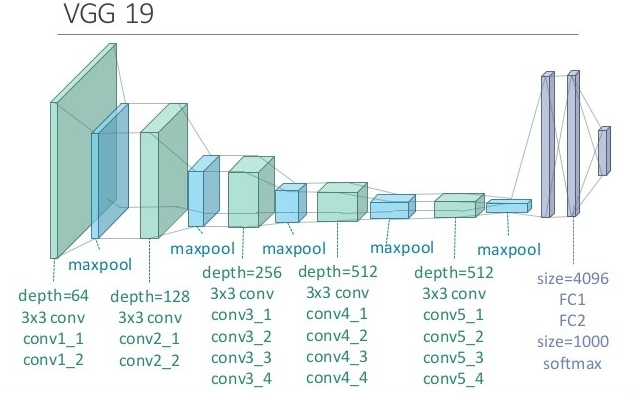 VGG 19
maxpool
maxpool
maxpool
maxpool
maxpool
depth=64
3x3 conv
conv1_1
conv1_2
depth=128
3x3 conv
conv2_1
conv2_2
depth=256
3x3 conv
conv3_1
conv3_2
conv3_3
conv3_4
depth=512
3x3 conv
conv4_1
conv4_2
conv4_3
conv4_4
depth=512
3x3 conv
conv5_1
conv5_2
conv5_3
conv5_4
size=4096
FC1
FC2
size=1000
softmax